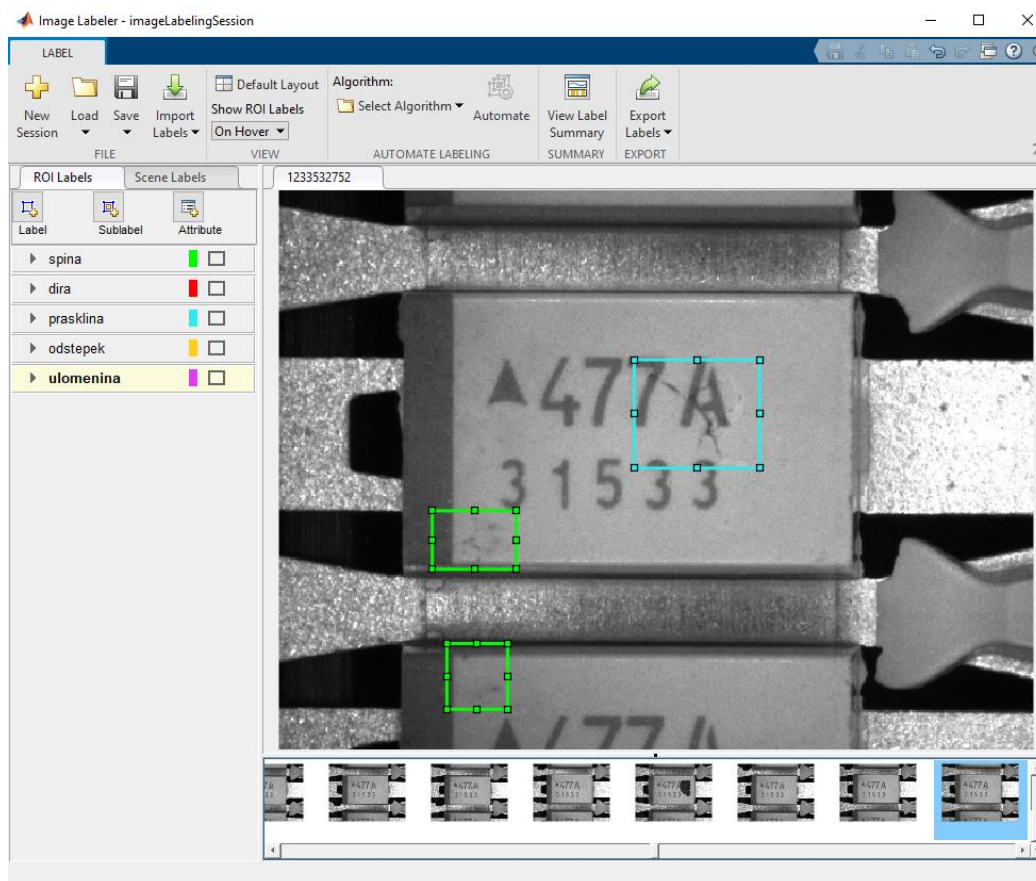 Image Labeler - imageLabelingSession
LABEL
New Session
Load
Save
Import Labels
FILE
Default Layout
Show ROI Labels
On Hover
VIEW
Algorithm:
Select Algorithm
Automate
AUTOMATE LABELING
View Label Summary
SUMMARY
Export Labels
EXPORT
ROI Labels
Scene Labels
1233532752
Label
Sublabel
Attribute
spina
dira
prasklina
odstepek
ulomenina
477A
31533
477A